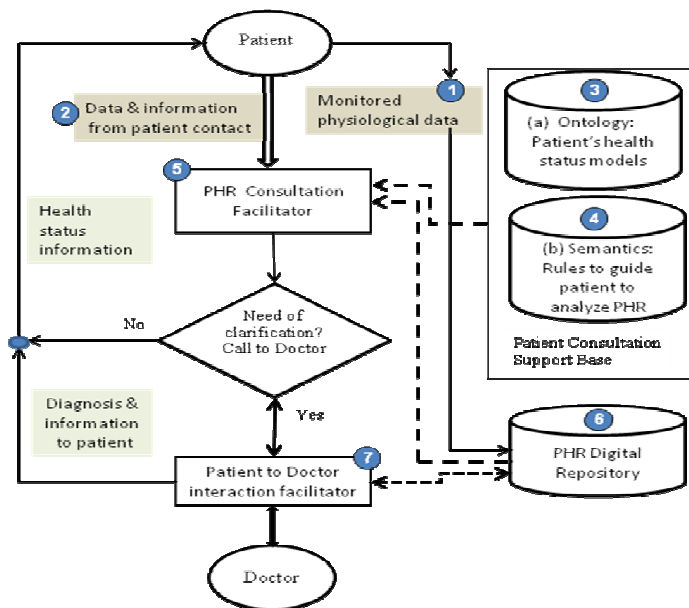 Patient
1
3
2
Data & information
from patient contact
Monitored
physiological data
(a) Ontology:
Patient's health
status models
5
PHR Consultation
Facilitator
4
(b) Semantics:
Rules to guide
patient to
analyze PHR
Health
status
information
Need of
clarification?
Call to Doctor
No
Patient Consultation
Support Base
Yes
Diagnosis &
information
to patient
6
PHR Digital
Repository
7
Patient to Doctor
interaction facilitator
Doctor